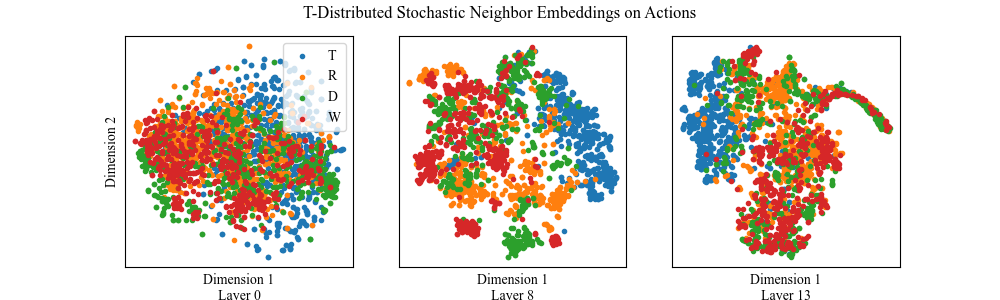 T-Distributed Stochastic Neighbor Embeddings on Actions
T
R
D
W
Dimension 2
Dimension 1
Layer 0
Dimension 1
Layer 8
Dimension 1
Layer 13